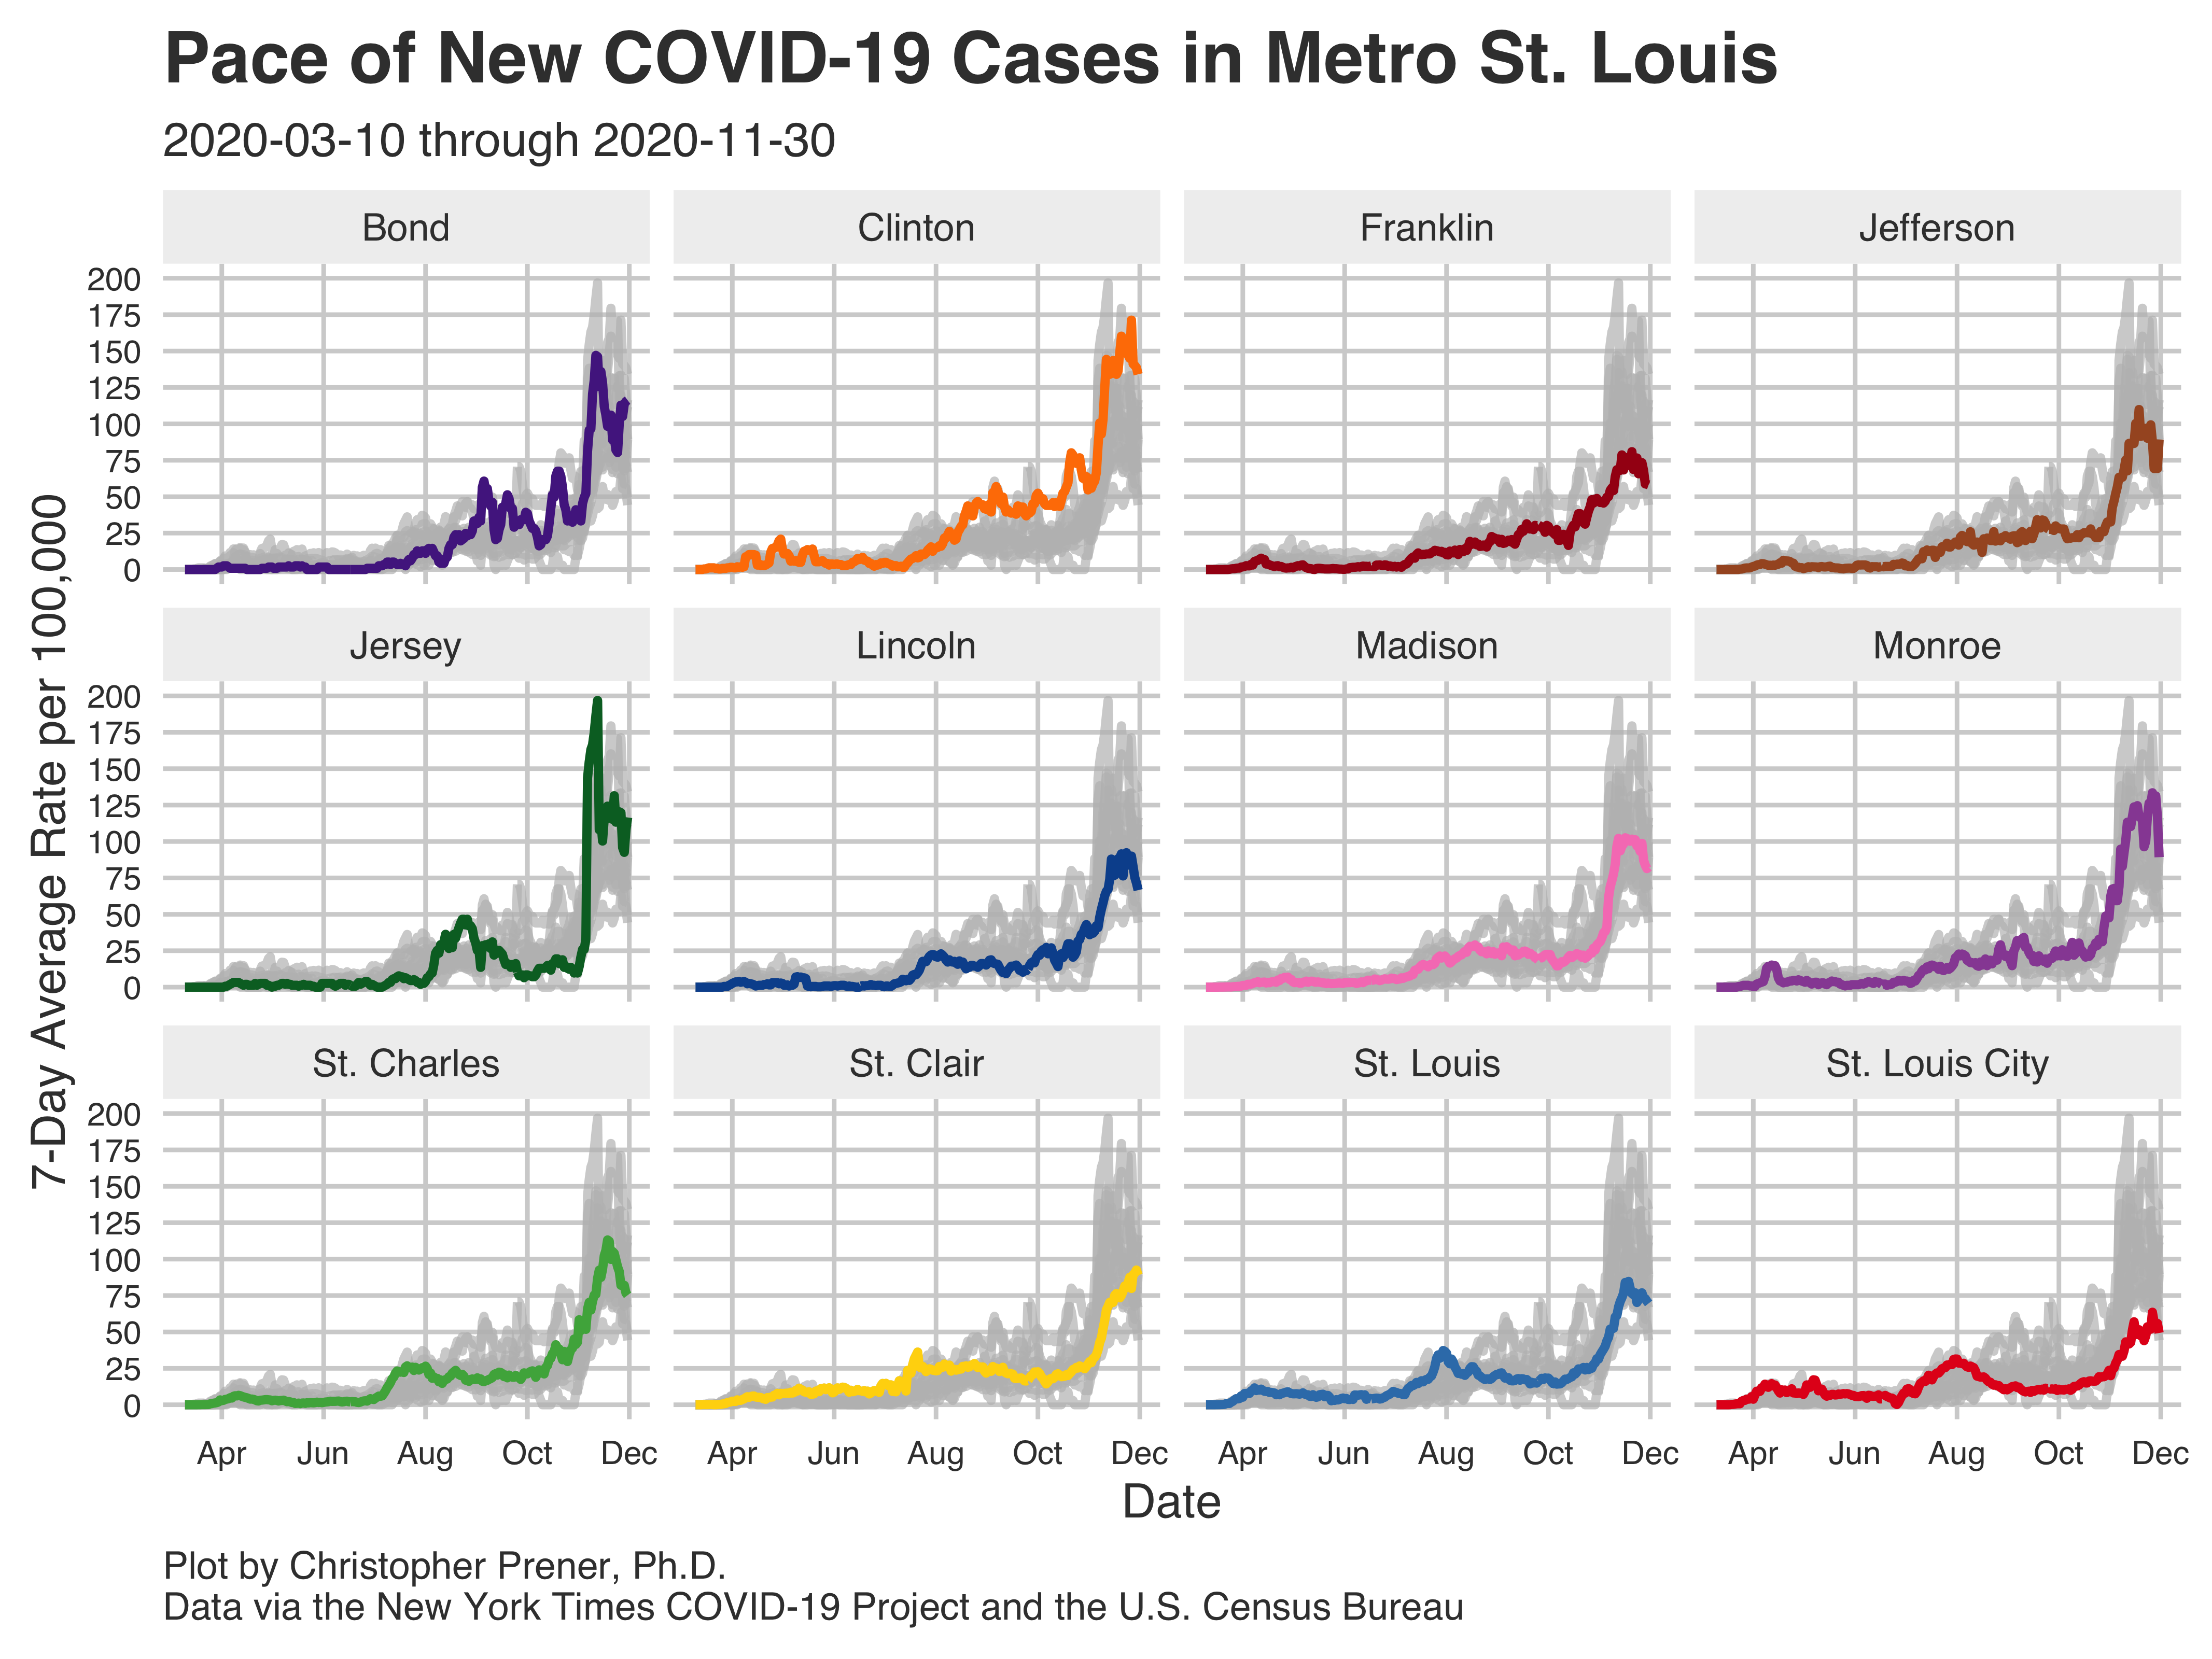 Pace of New COVID-19 Cases in Metro St. Louis
2020-03-10 through 2020-11-30
7-Day Average Rate per 100,000
Bond
Clinton
Franklin
Jefferson
200
175
150
125
100
75
50
25
0
Jersey
Lincoln
Madison
Monroe
200
175
150
125
100
75
50
25
0
St. Charles
St. Clair
St. Louis
St. Louis City
200
175
150
125
100
75
50
25
0
Apr Jun Aug Oct Dec
Apr Jun Aug Oct Dec
Apr Jun Aug Oct Dec
Apr Jun Aug Oct Dec
Date
Plot by Christopher Prener, Ph.D.
Data via the New York Times COVID-19 Project and the U.S. Census Bureau